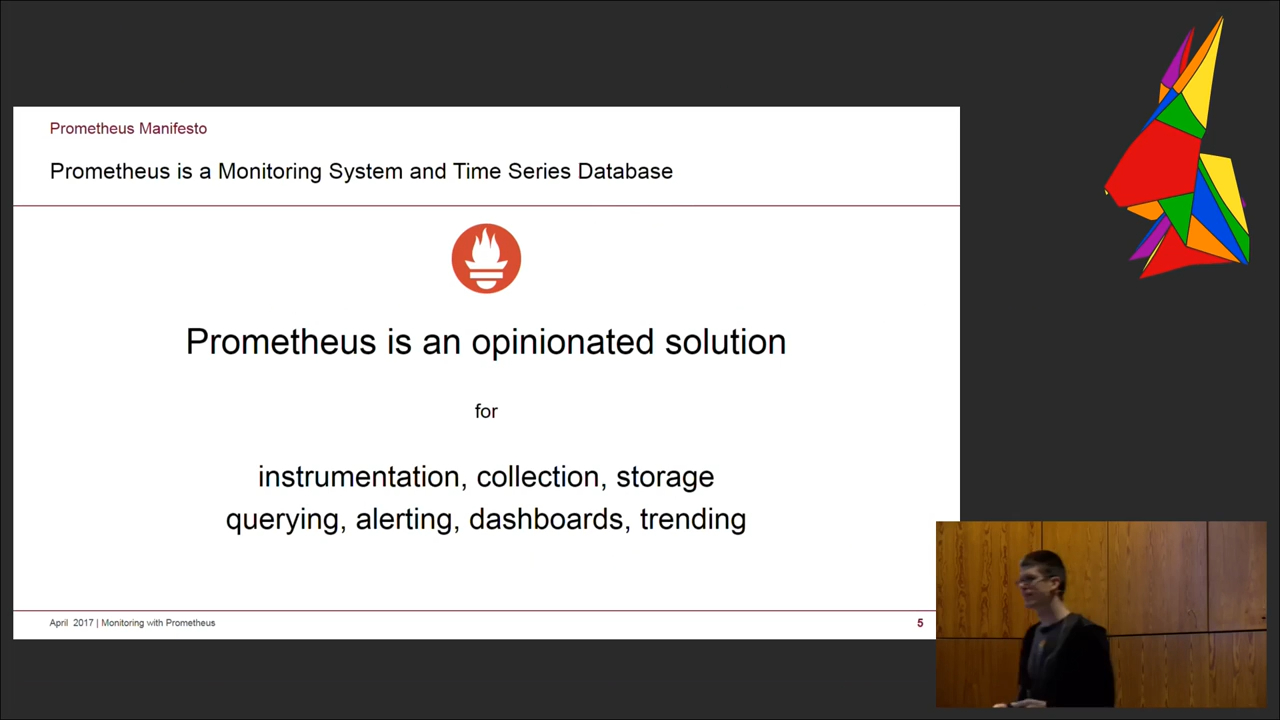 Prometheus Manifesto
Prometheus is a Monitoring System and Time Series Database
Prometheus is an opinionated solution
for
instrumentation, collection, storage
querying, alerting, dashboards, trending
April 2017 | Monitoring with Prometheus
5